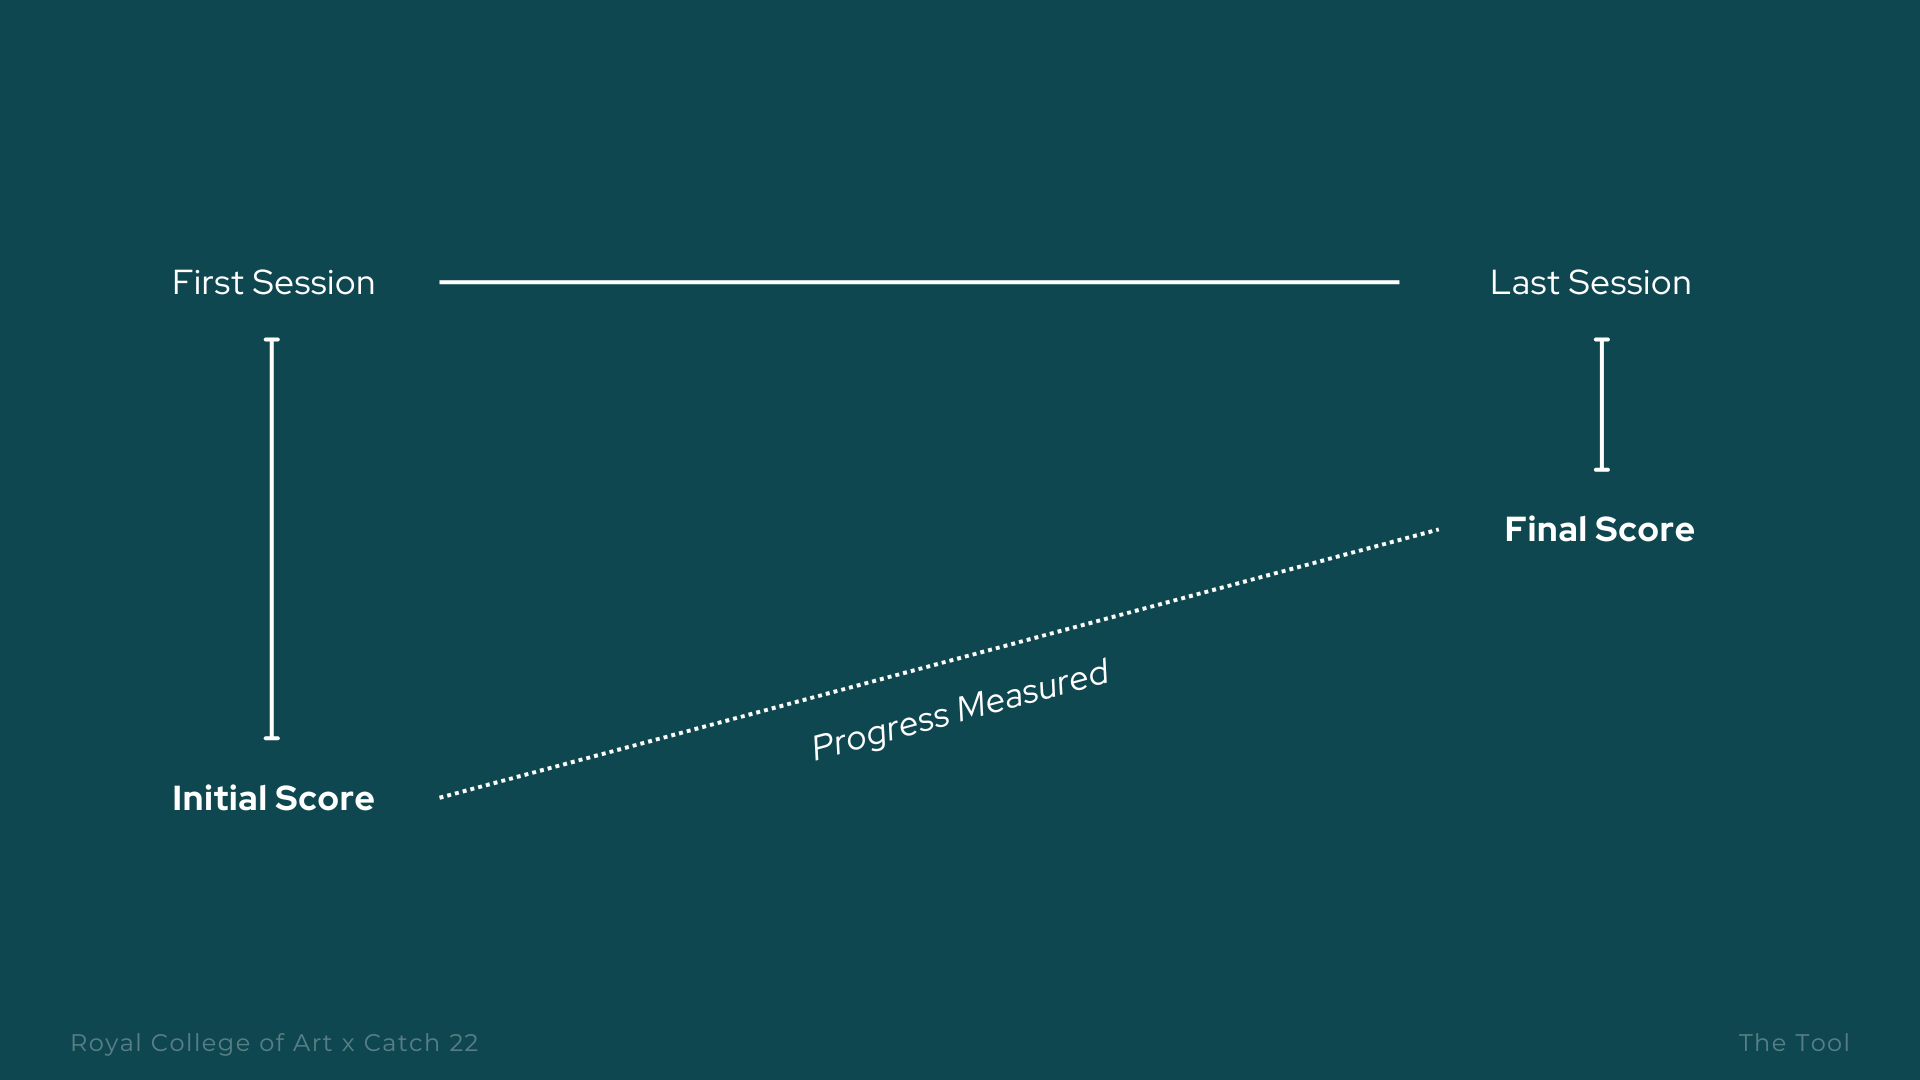 First Session
Last Session
Final Score
Progress Measured
Initial Score
Royal College of Art x Catch 22
The Tool